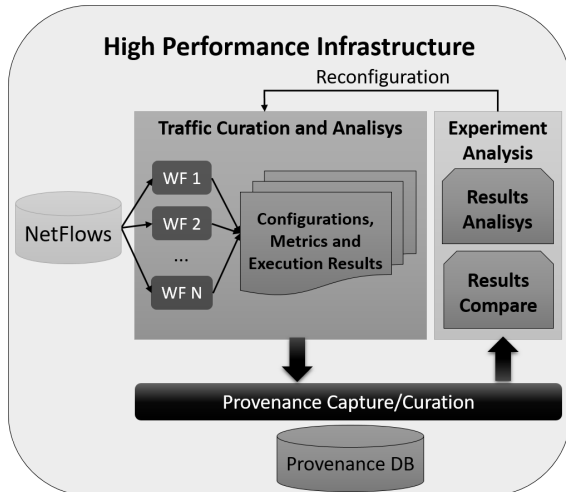 High Performance Infrastructure
Reconfiguration
Traffic Curation and Analisys
Experiment
Analysis
WF 1
WF 2
...
WF N
NetFlows
Configurations,
Metrics and
Execution Results
Results
Analisys
Results
Compare
Provenance Capture/Curation
Provenance DB